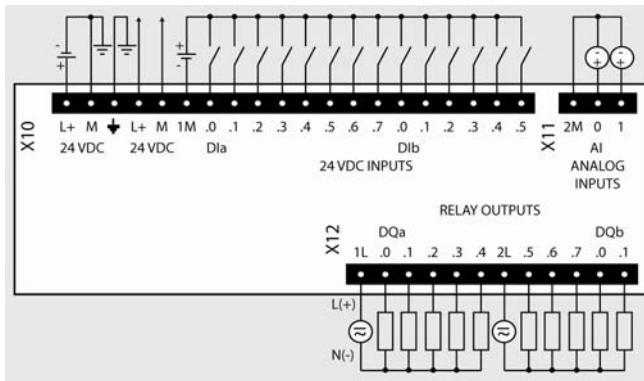 X10
L+ M L+ M 1M .0 .1 .2 .3 .4 .5 .6 .7 .0 .1 .2 .3 .4 .5
24 VDC 24 VDC DIa DIb
24 VDC INPUTS
X11
2M 0 1
AI
ANALOG
INPUTS
RELAY OUTPUTS
X12
DQa DQb
1L .0 .1 .2 .3 .4 2L .5 .6 .7 .0 .1
L(+)
N(-)